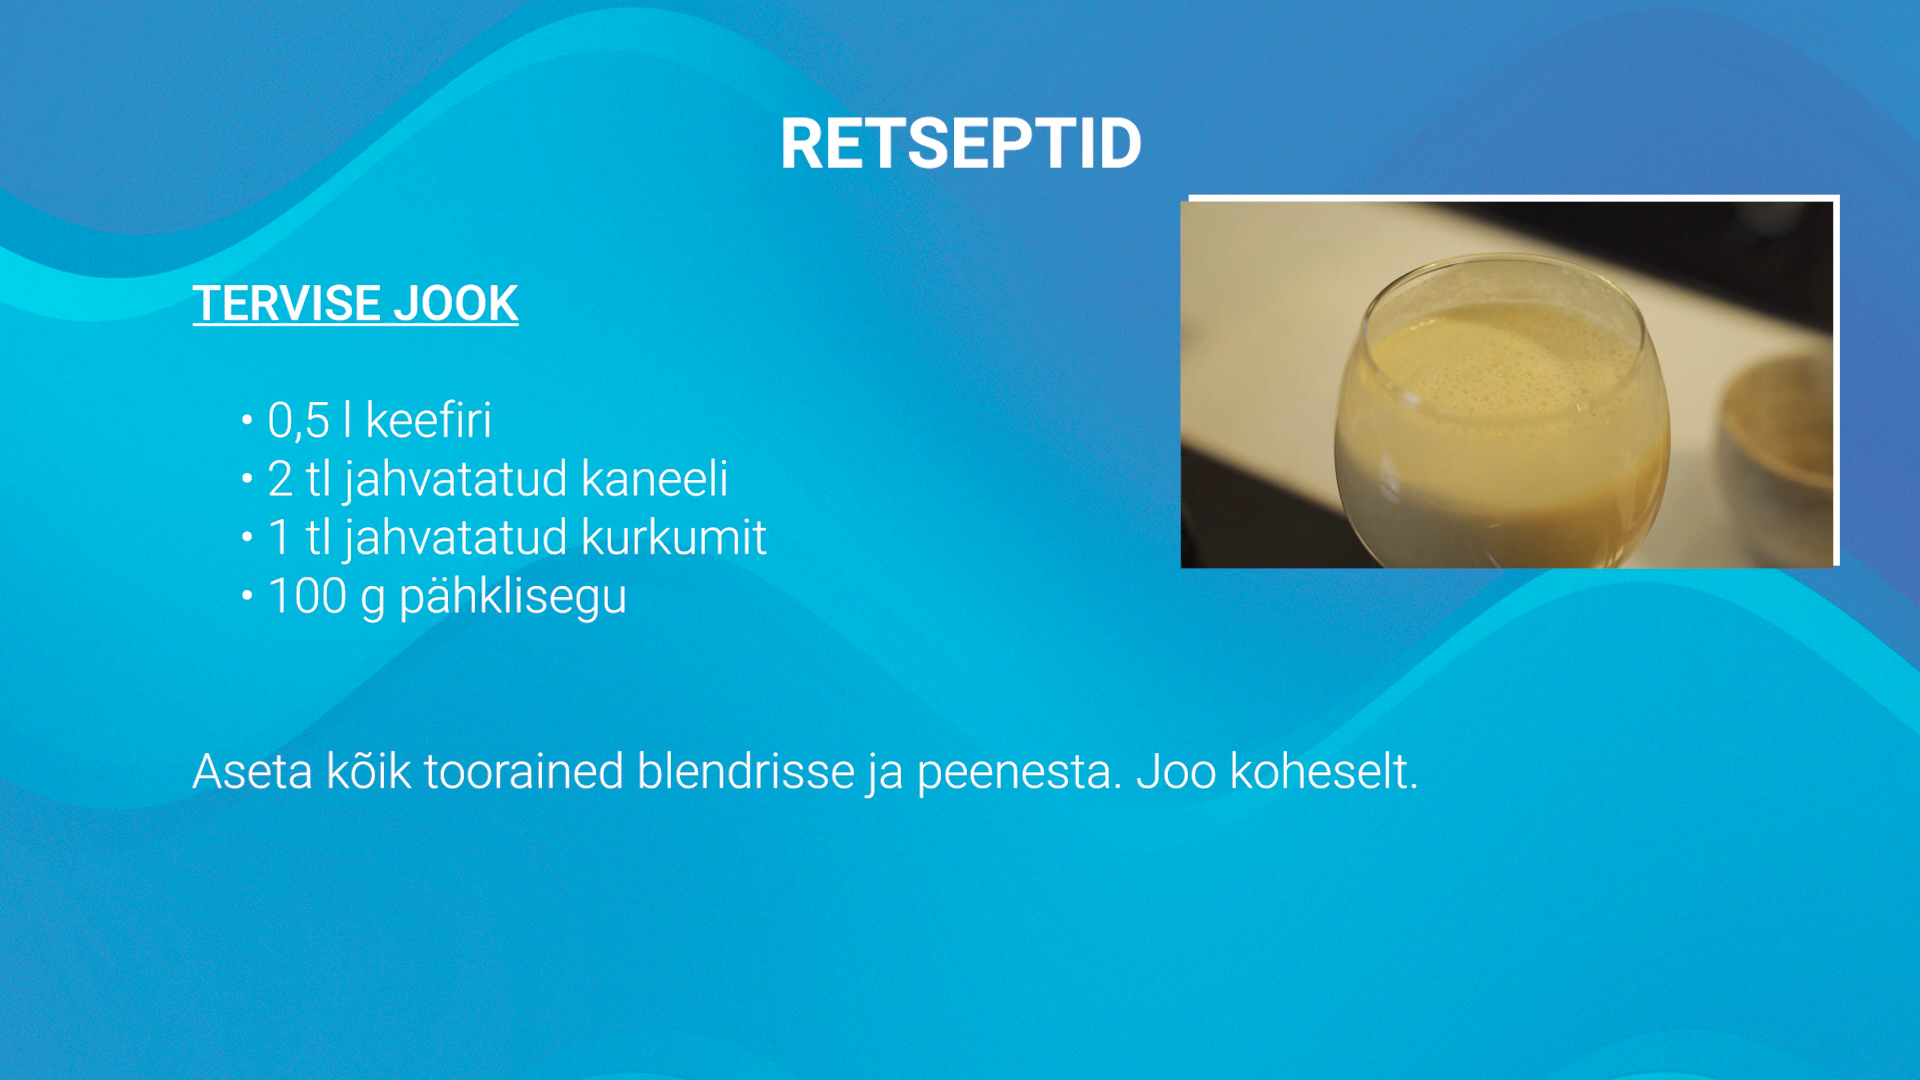 RETSEPTID
TERVISE JOOK
• 0,5 l keefiri
• 2 tl jahvatatud kaneeli
• 1 tl jahvatatud kurkumit
• 100 g pähklisegu
Aseta kõik toorained blendrisse ja peenesta. Joo koheselt.